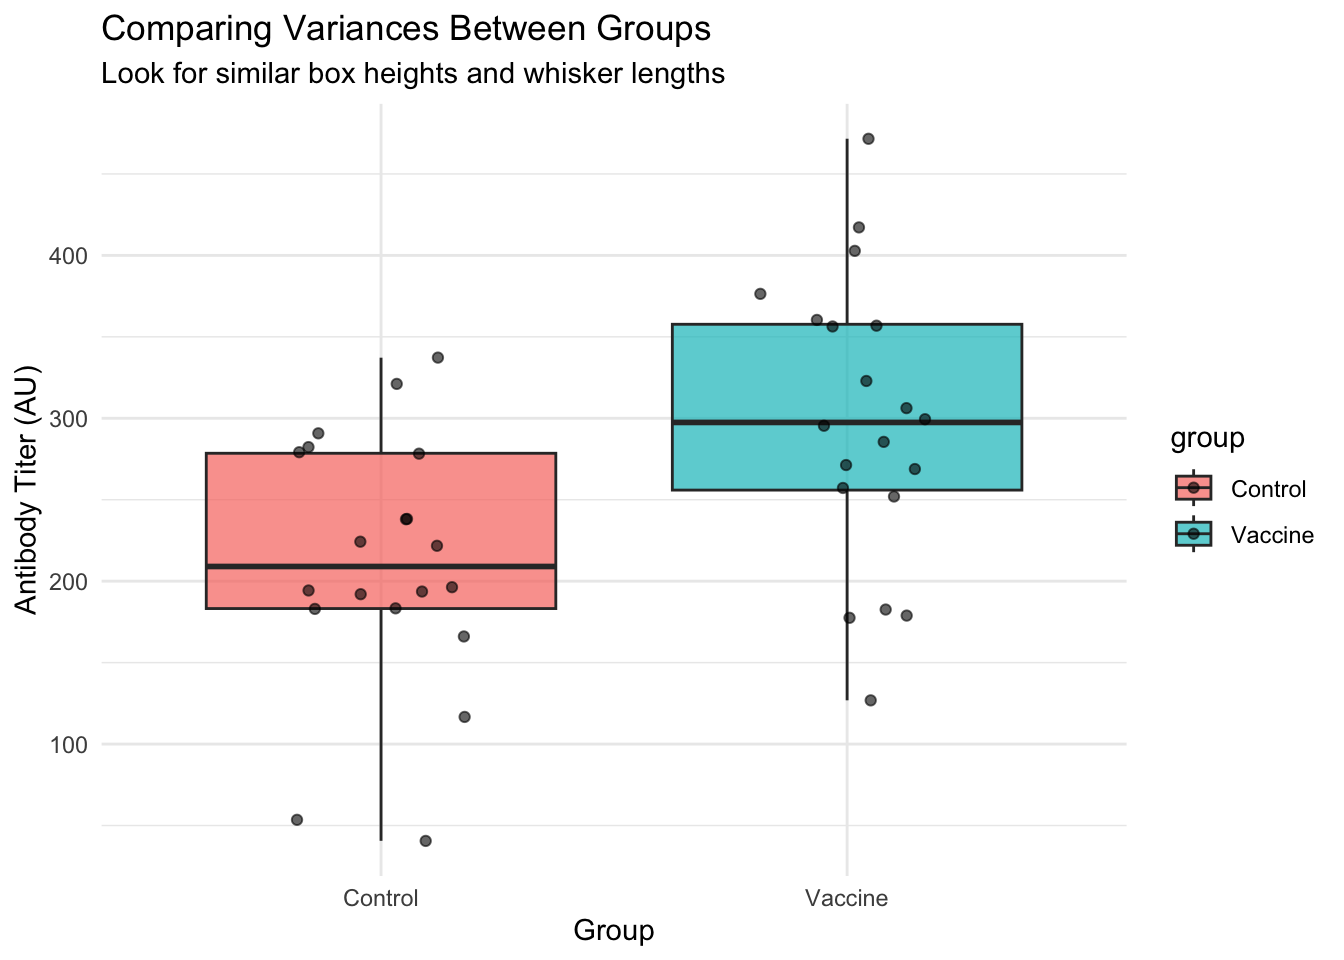 Comparing Variances Between Groups
Look for similar box heights and whisker lengths
Antibody Titer (AU)
400
300
200
100
Control
Vaccine
Group
group
Control
Vaccine